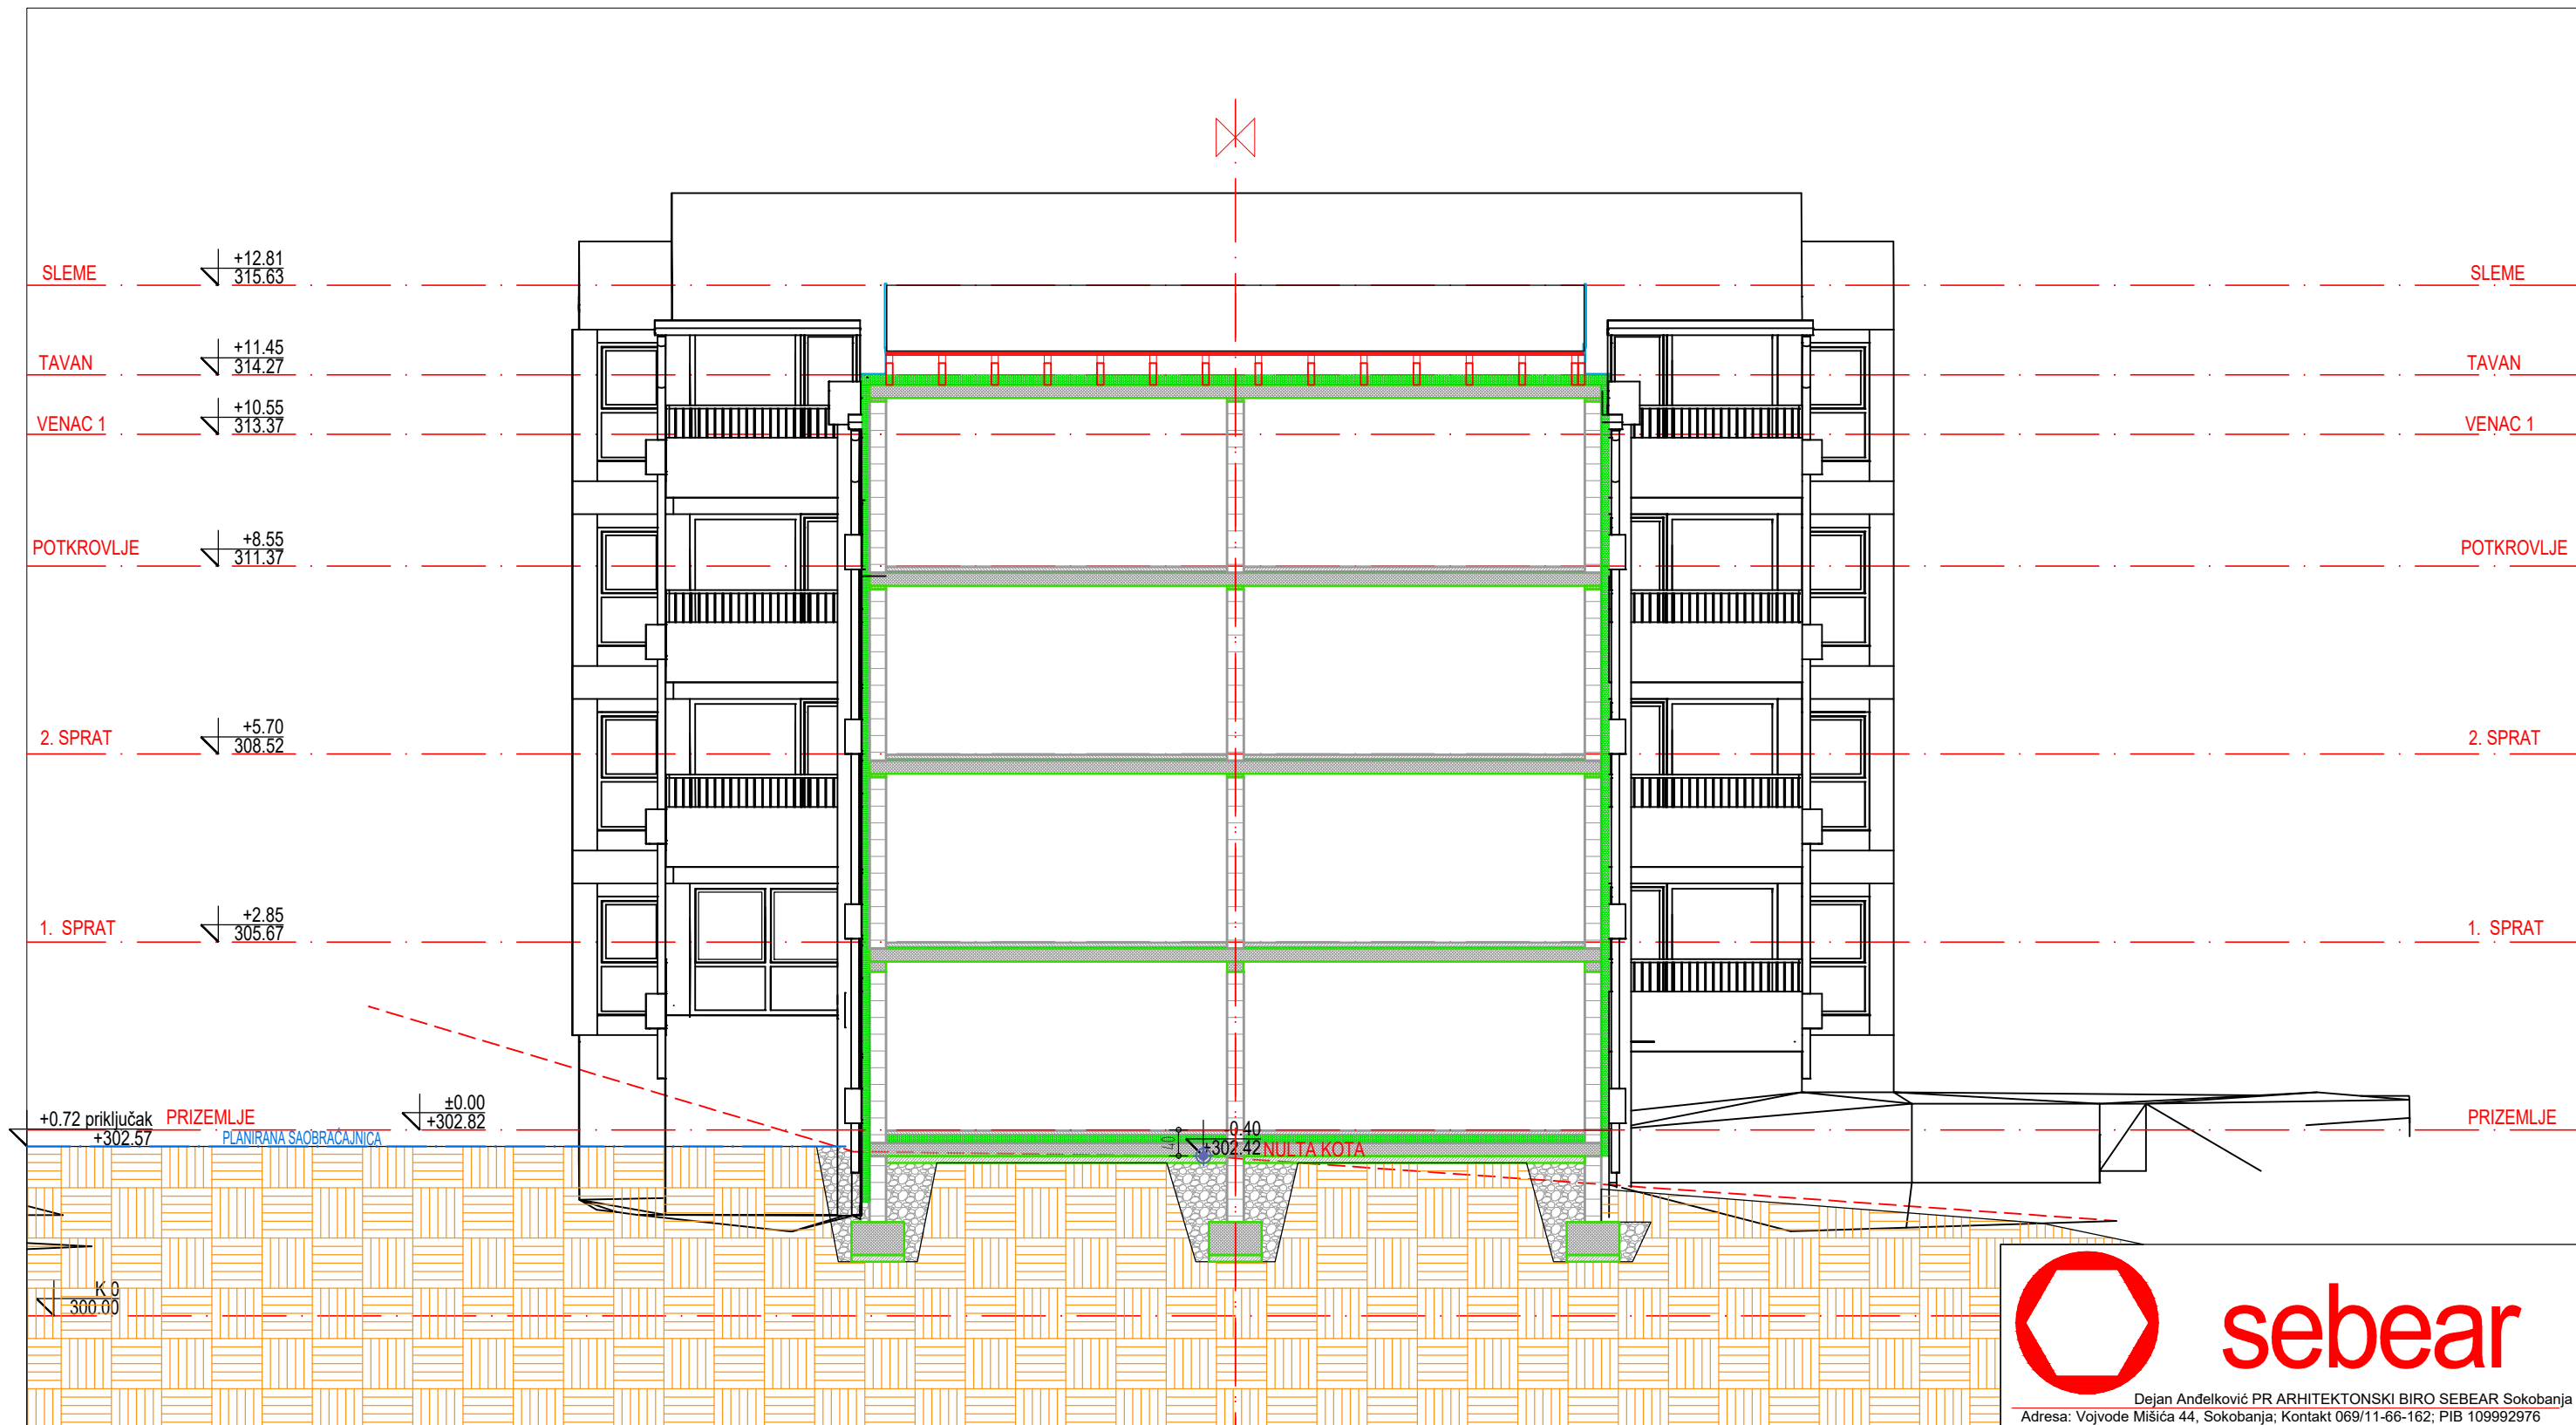 +12.81
SLEME
315.63
SLEME
+11.45
TAVAN
314.27
TAVAN
+10.55
VENAC 1
313.37
VENAC 1
+8.55
POTKROVLJE
311.37
POTKROVLJE
+5.70
2. SPRAT
308.52
2. SPRAT
+2.85
1. SPRAT
305.67
1. SPRAT
±0.00
+302.82
+0.72 priključak
PRIZEMLJE
+302.57
PLANIRANA SAOBRAĆAJNICA
40
0.40
+302.42
NULTA KOTA
PRIZEMLJE
K 0
300.00
sebear
Dejan Anđelković PR ARHITEKTONSKI BIRO SEBEAR Sokobanja
Adresa: Vojvode Mišića 44, Sokobanja; Kontakt 069/11-66-162; PIB 109992976